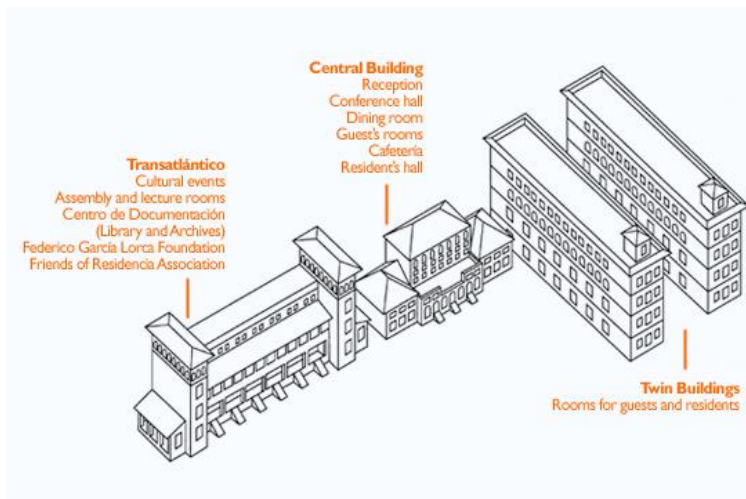 Central Building
Reception
Conference hall
Dining room
Guest's rooms
Cafetería
Resident's hall
Transatlántico
Cultural events
Assembly and lecture rooms
Centro de Documentación
(Library and Archives)
Federico García Lorca Foundation
Friends of Residencia Association
Twin Buildings
Rooms for guests and residents